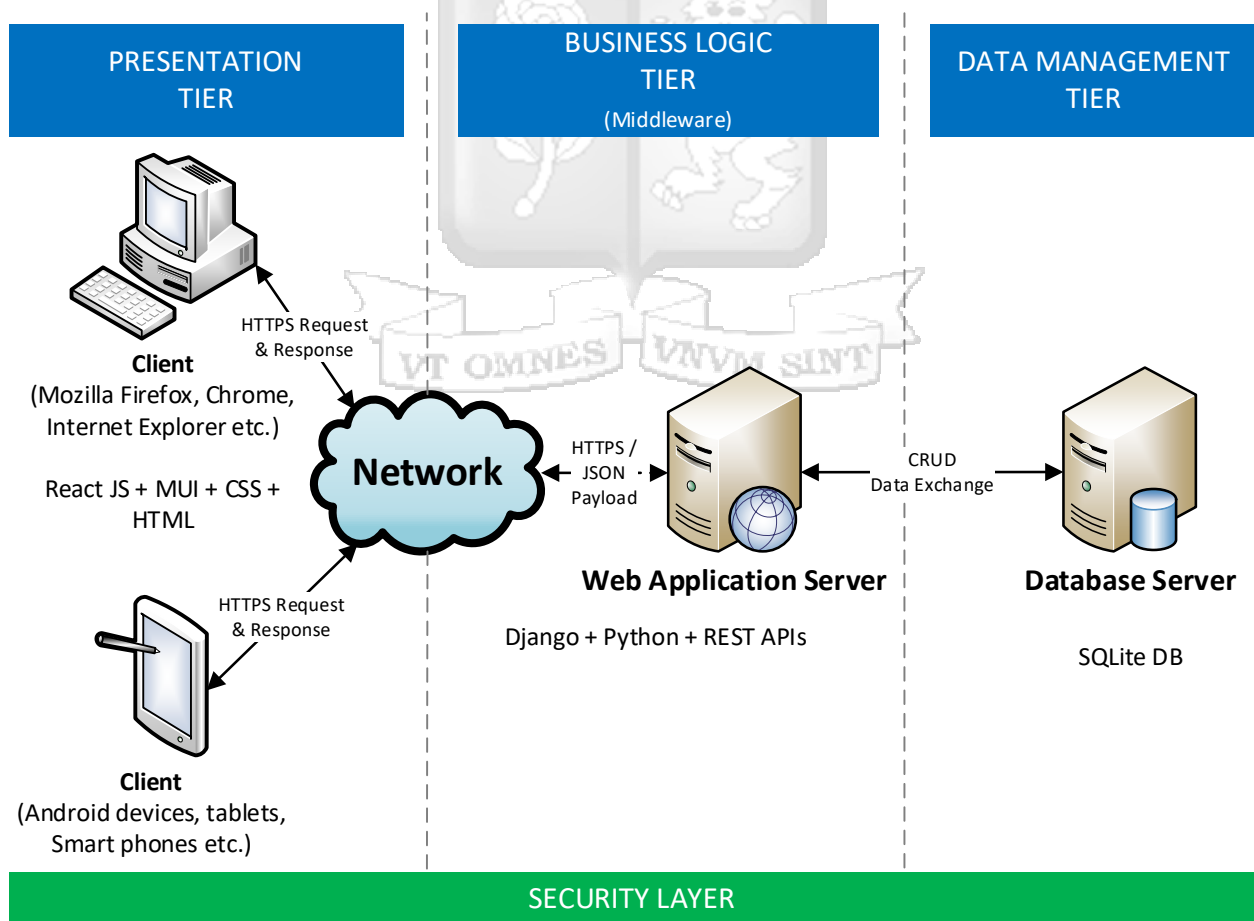 PRESENTATION
TIER
BUSINESS LOGIC
TIER
(Middleware)
DATA MANAGEMENT
TIER
HTTPS Request
& Response
Client
(Mozilla Firefox, Chrome,
Internet Explorer etc.)
React JS + MUI + CSS +
HTML
VT OMNES VNVM SINT
Network
HTTPS /
JSON
Payload
CRUD
Data Exchange
Web Application Server
Django + Python + REST APIs
Database Server
SQLite DB
HTTPS Request
& Response
Client
(Android devices, tablets,
Smart phones etc.)
SECURITY LAYER